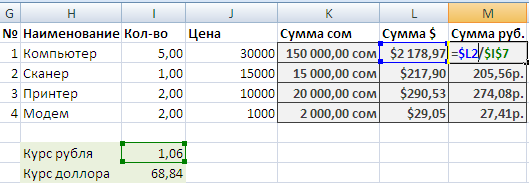 G H I J K L M
№ Наименование Кол-во Цена Сумма сом Сумма $ Сумма руб.
1 Компьютер 5,00 30000 150 000,00 сом $2 178,97 =$L2/$I$7
2 Сканер 1,00 15000 15 000,00 сом $217,90 205,56р.
3 Принтер 2,00 10000 20 000,00 сом $290,53 274,08р.
4 Модем 2,00 1000 2 000,00 сом $29,05 27,41р.
Курс рубля 1,06
Курс доллора 68,84